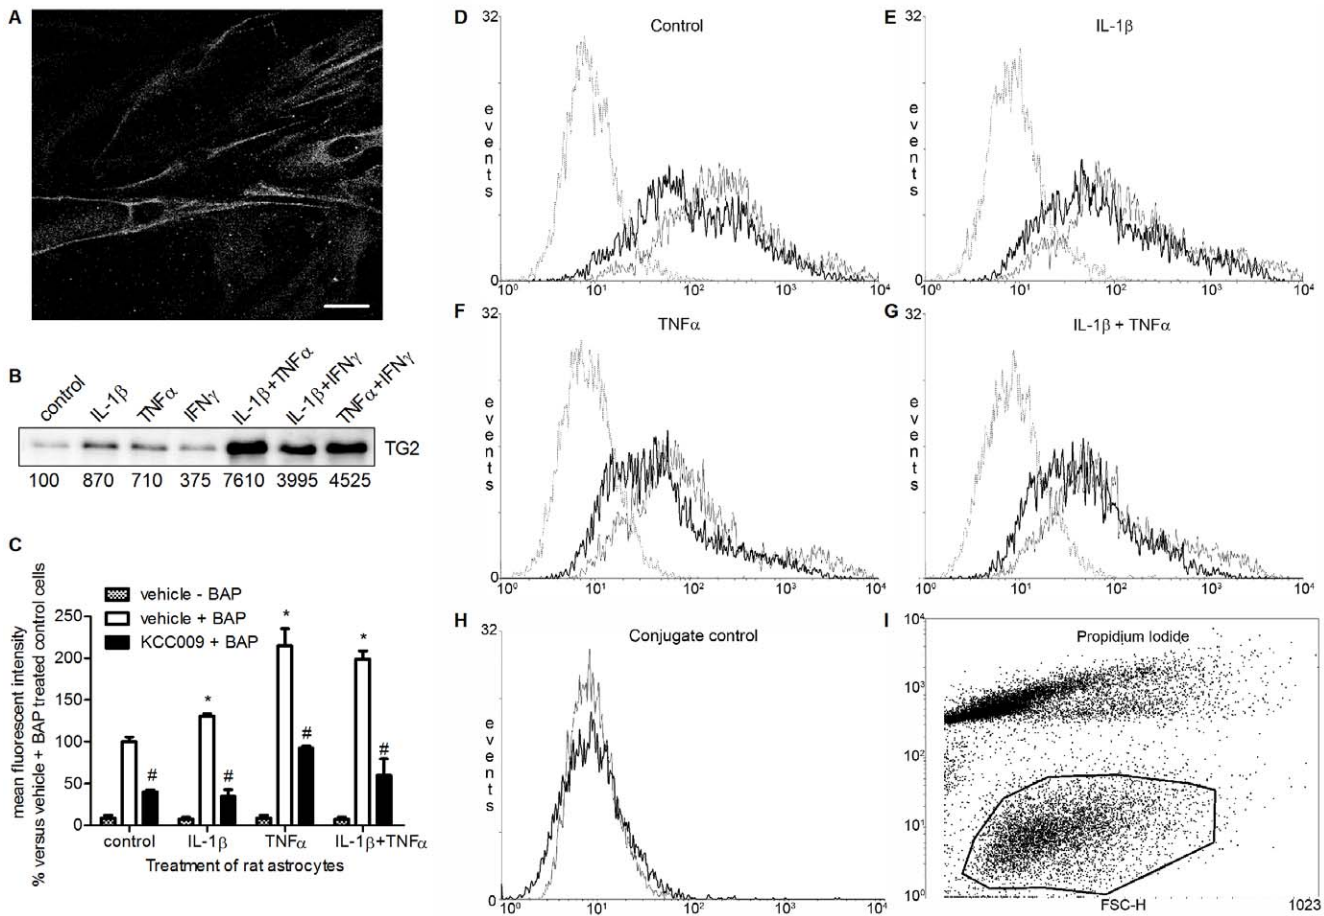 A
B
control
IL-1β
TNFα
IFNγ
IL-1β+TNFα
IL-1β+IFNγ
TNFα+IFNγ
TG2
100 870 710 375 7610 3995 4525
C
vehicle - BAP
vehicle + BAP
KCC009 + BAP
mean fluorescent intensity
% versus vehicle + BAP treated control cells
250
200
150
100
50
0
* * *
# # # #
control IL-1β TNFα IL-1β+TNFα
Treatment of rat astrocytes
D
Control
32
events
0
10⁰ 10¹ 10² 10³ 10⁴
E
IL-1β
32
events
0
10⁰ 10¹ 10² 10³ 10⁴
F
TNFα
32
events
0
10⁰ 10¹ 10² 10³ 10⁴
G
IL-1β + TNFα
32
events
0
10⁰ 10¹ 10² 10³ 10⁴
H
Conjugate control
32
events
0
10⁰ 10¹ 10² 10³ 10⁴
I
Propidium Iodide
10⁴
10³
10²
10¹
10⁰
FSC-H 1023